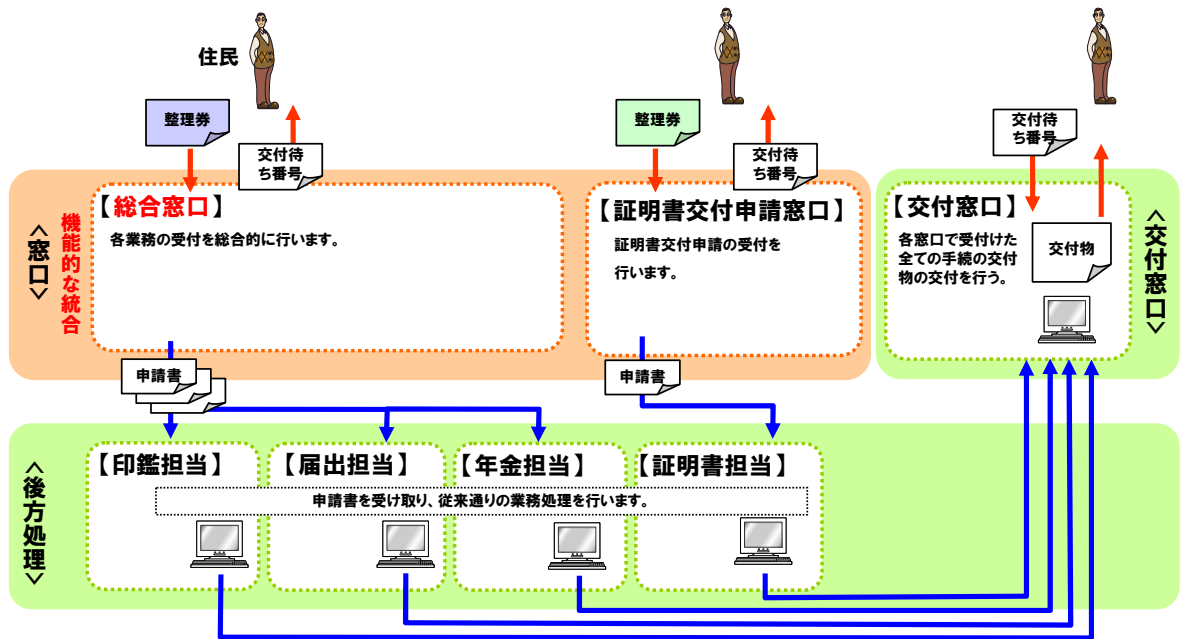 住民
整理券
交付待
ち番号
整理券
交付待
ち番号
交付待
ち番号
<窓口>
機能的な統合
【総合窓口】
各業務の受付を総合的に行います。
【証明書交付申請窓口】
証明書交付申請の受付を
行います。
【交付窓口】
各窓口で受付けた
全ての手続の交付
物の交付を行う。
交付物
<交付窓口>
申請書
申請書
<後方処理>
【印鑑担当】
【届出担当】
【年金担当】
【証明書担当】
申請書を受け取り、従来通りの業務処理を行います。